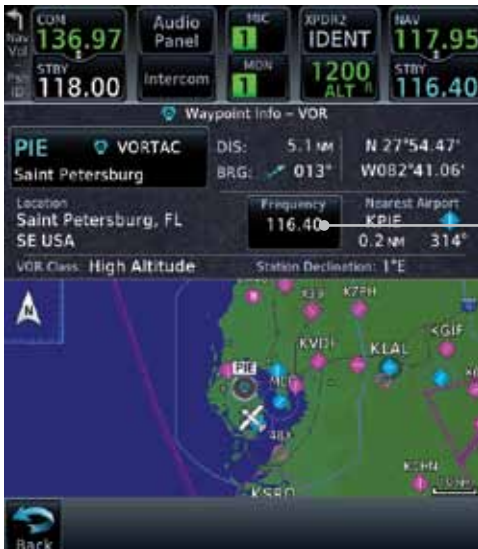 COM MIC XPDR2 NAV
Nav 136.97 Audio 1 IDENT 117.95
Vol Panel
STBY MON 1200 STBY
Psh 118.00 Intercom 1 ALT R 116.40
ID
Waypoint Info – VOR
PIE VORTAC DIS: 5.1 NM N 27°54.47'
Saint Petersburg BRG: 013° W082°41.06'
Location Frequency Nearest Airport
Saint Petersburg, FL 116.40 KPIE
SE USA 0.2 NM 314°
VOR Class: High Altitude Station Declination: 1°E
N KZPH
KVDF KGIF
KLAL
PIE
48X
KSRQ
Back